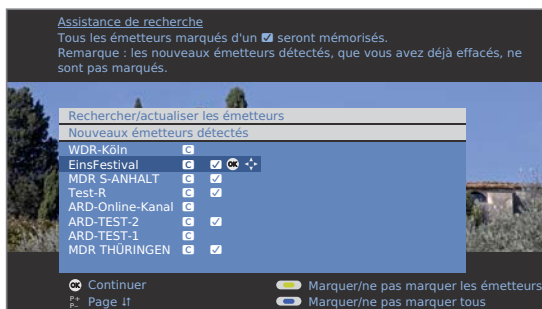 Assistance de recherche
Tous les émetteurs marqués d'un ☑ seront mémorisés.
Remarque : les nouveaux émetteurs détectés, que vous avez déjà effacés, ne
sont pas marqués.
Rechercher/actualiser les émetteurs
Nouveaux émetteurs détectés
WDR-Köln C
EinsFestival C ☑ OK
MDR S-ANHALT C ☑
Test-R C ☑
ARD-Online-Kanal C
ARD-TEST-2 C ☑
ARD-TEST-1 C
MDR THÜRINGEN C ☑
OK Continuer
Marquer/ne pas marquer les émetteurs
P+ P- Page
Marquer/ne pas marquer tous